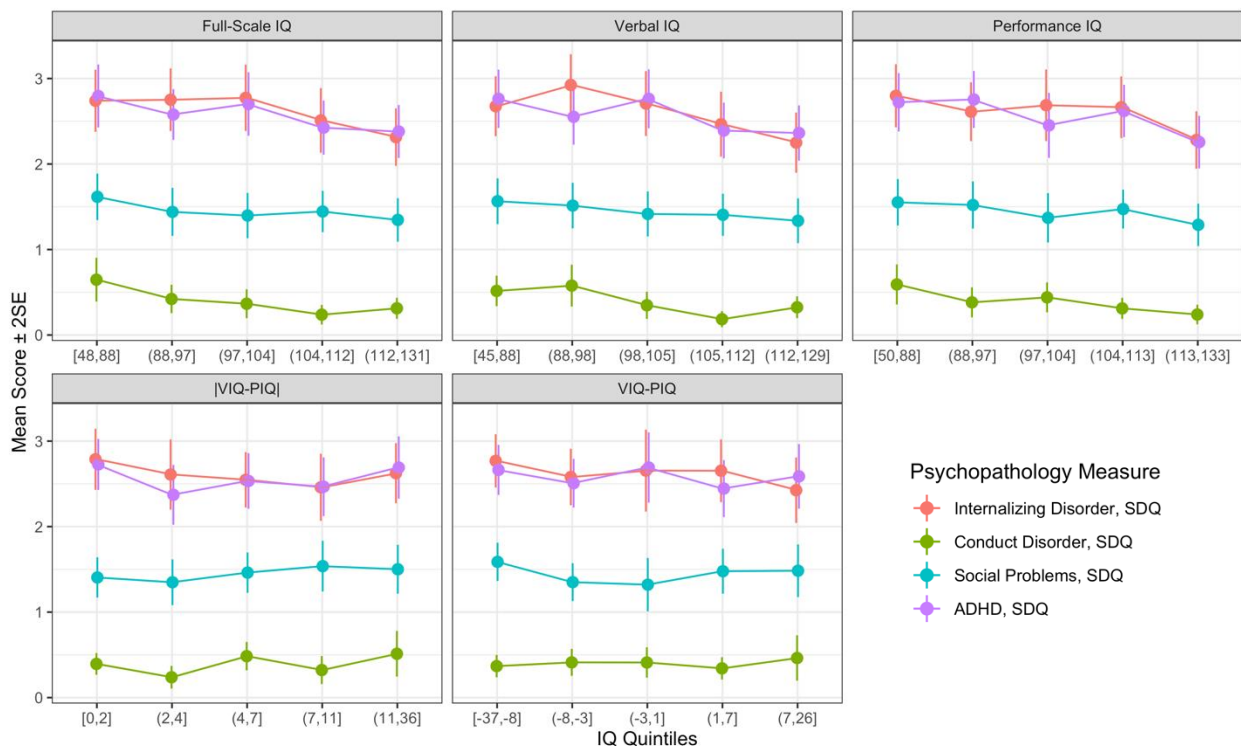 Full-Scale IQ
Verbal IQ
Performance IQ
3
2
1
0
[48,88] (88,97] (97,104] (104,112] (112,131]
[45,88] (88,98] (98,105] (105,112] (112,129]
[50,88] (88,97] (97,104] (104,113] (113,133]
Mean Score ± 2SE
|VIQ-PIQ|
VIQ-PIQ
3
2
1
0
[0,2] (2,4] (4,7] (7,11] (11,36]
[-37,-8] (-8,-3] (-3,1] (1,7] (7,26]
IQ Quintiles
Psychopathology Measure
Internalizing Disorder, SDQ
Conduct Disorder, SDQ
Social Problems, SDQ
ADHD, SDQ